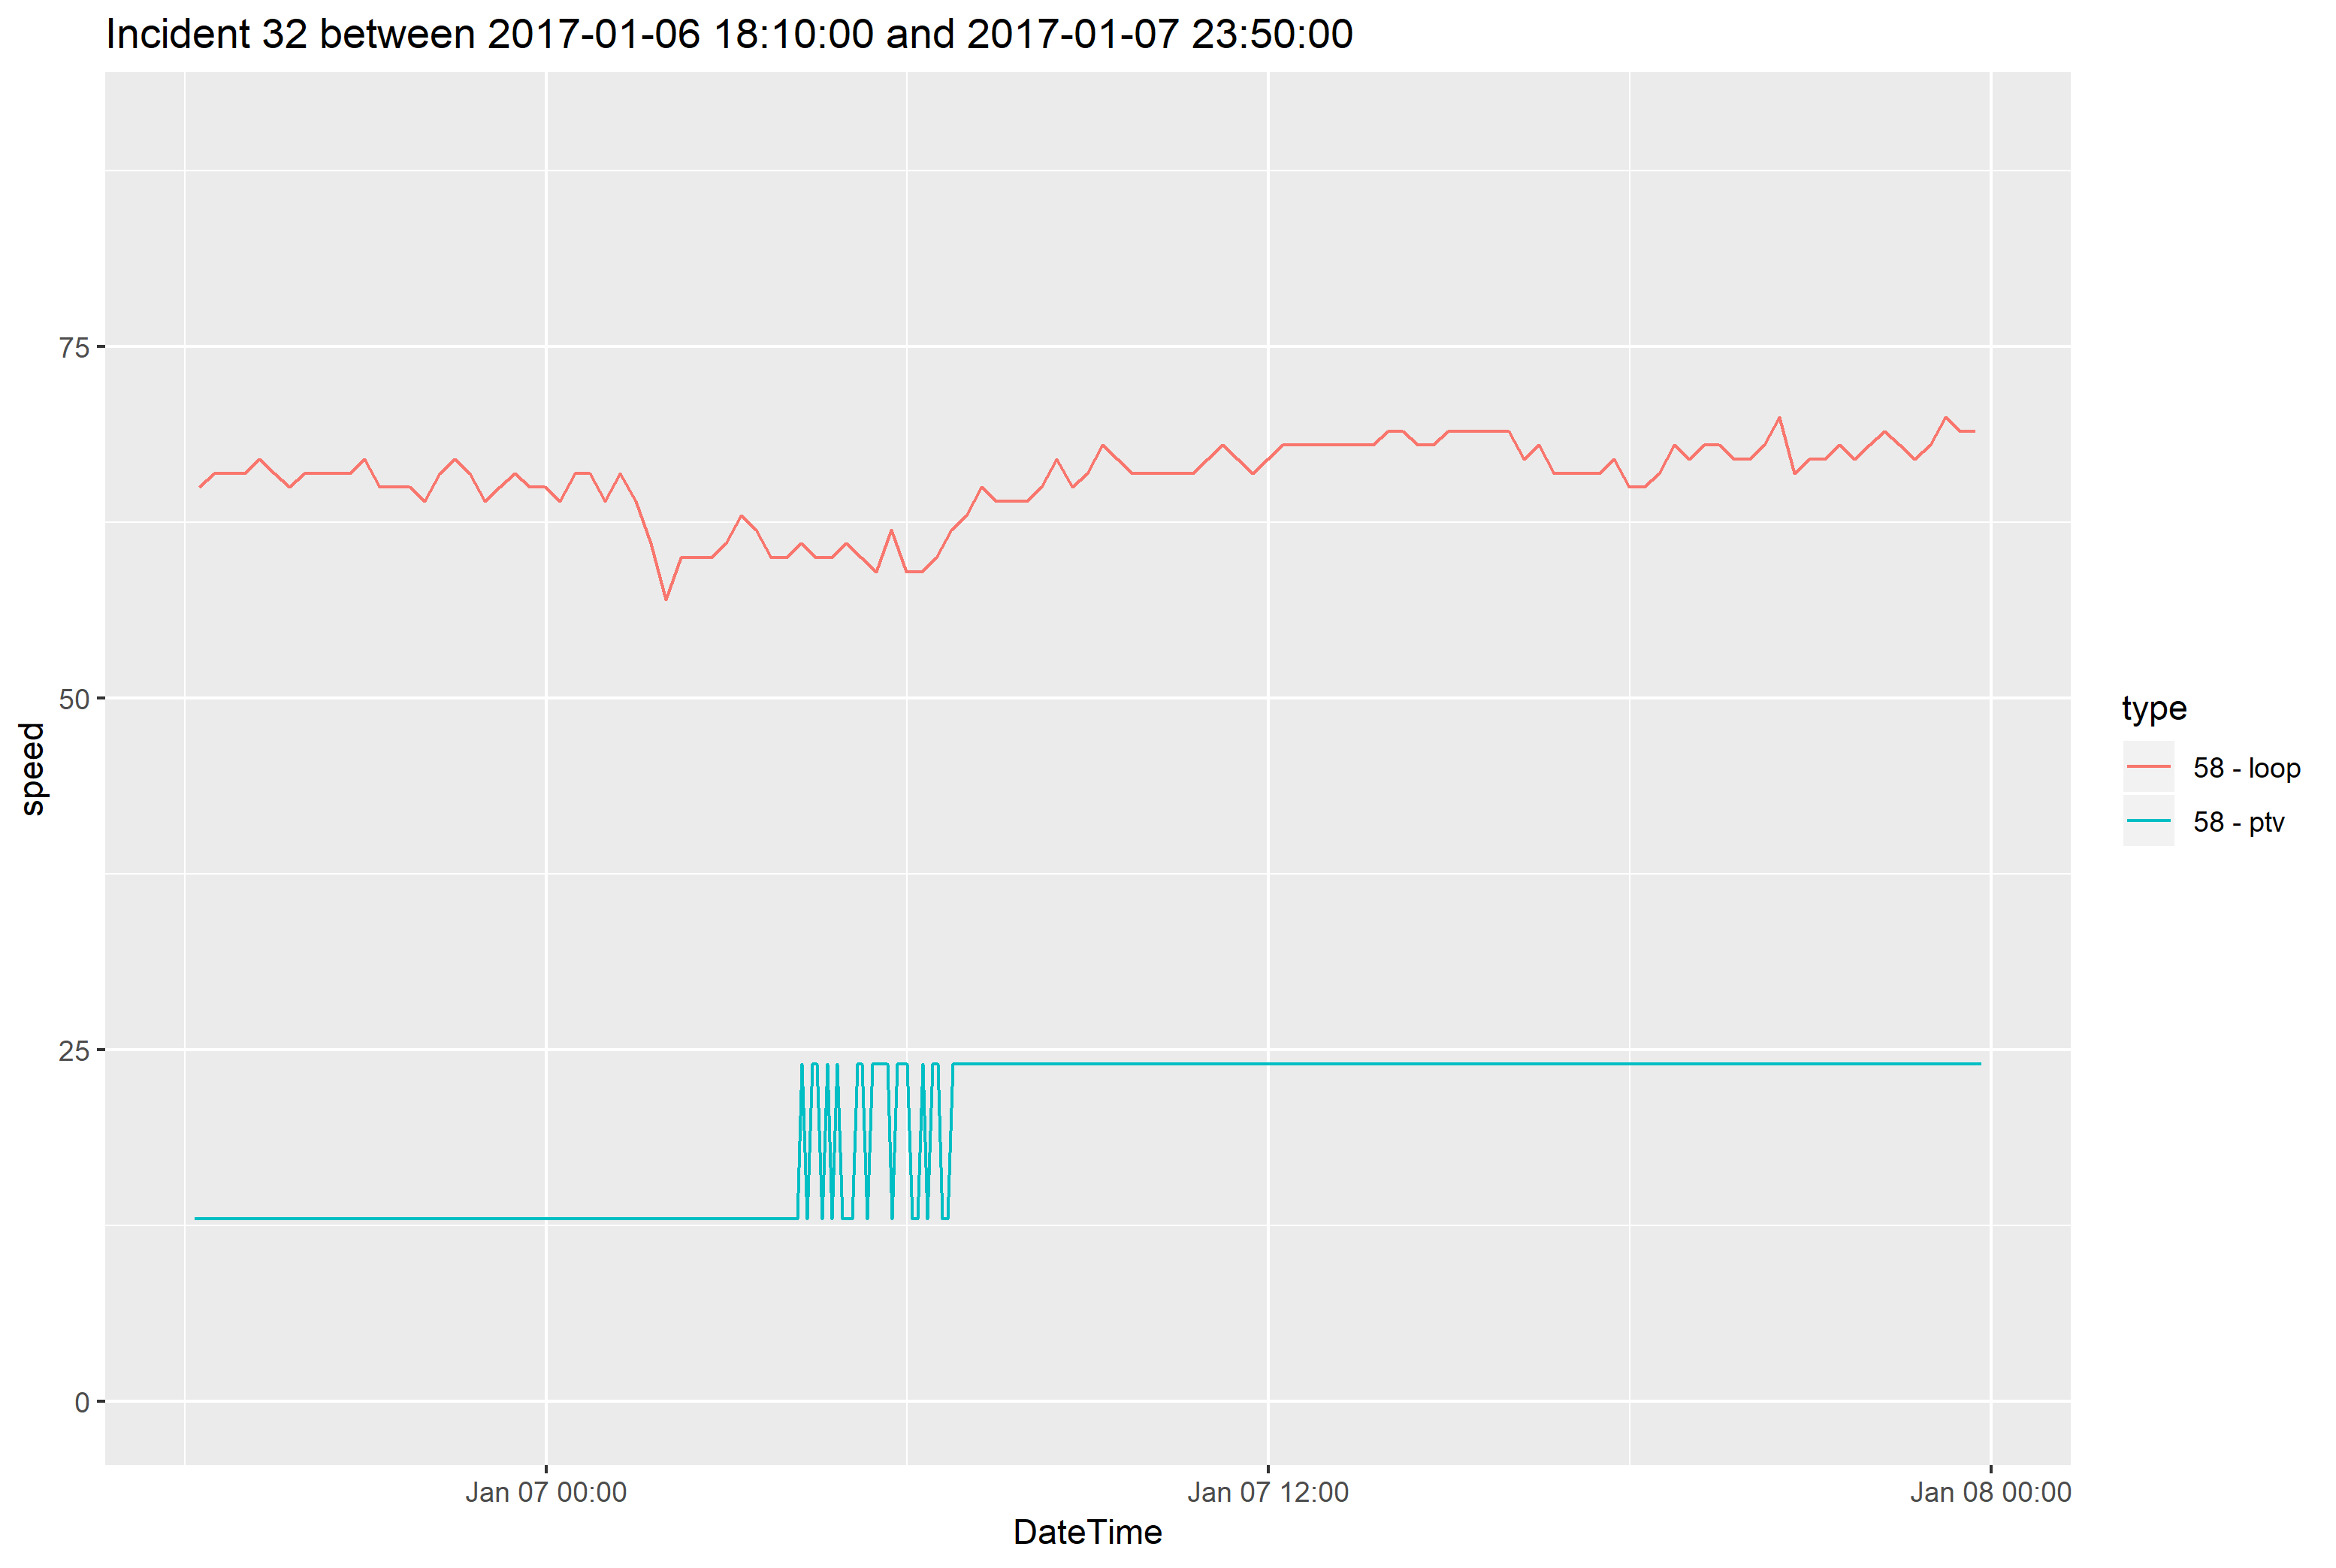 Incident 32 between 2017-01-06 18:10:00 and 2017-01-07 23:50:00
75
50
25
0
speed
Jan 07 00:00
Jan 07 12:00
Jan 08 00:00
DateTime
type
58 - loop
58 - ptv